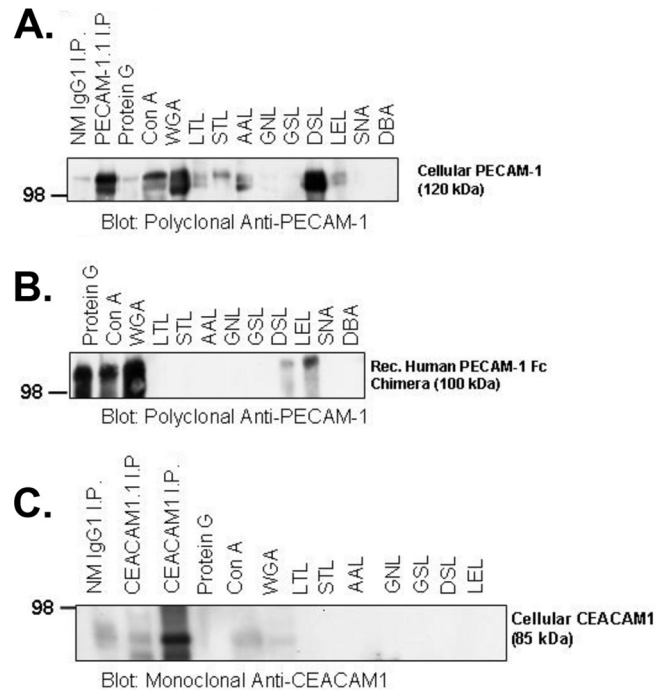 A.
NM IgG1 I.P.
PECAM-1.1 I.P
Protein G
Con A
WGA
LTL
STL
AAL
GNL
GSL
DSL
LEL
SNA
DBA
98
Cellular PECAM-1
(120 kDa)
Blot: Polyclonal Anti-PECAM-1
B.
Protein G
Con A
WGA
LTL
STL
AAL
GNL
GSL
DSL
LEL
SNA
DBA
98
Rec. Human PECAM-1 Fc
Chimera (100 kDa)
Blot: Polyclonal Anti-PECAM-1
C.
NM IgG1 I.P.
CEACAM1.1 I.P
CEACAM1 I.P.
Protein G
Con A
WGA
LTL
STL
AAL
GNL
GSL
DSL
LEL
98
Cellular CEACAM1
(85 kDa)
Blot: Monoclonal Anti-CEACAM1